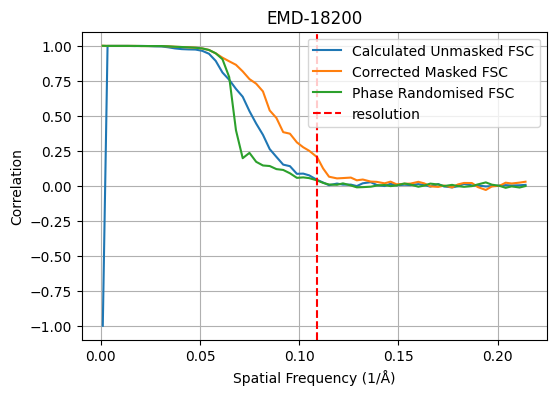 EMD-18200
Calculated Unmasked FSC
Corrected Masked FSC
Phase Randomised FSC
resolution
Correlation
1.00
0.75
0.50
0.25
0.00
−0.25
−0.50
−0.75
−1.00
0.00 0.05 0.10 0.15 0.20
Spatial Frequency (1/Å)